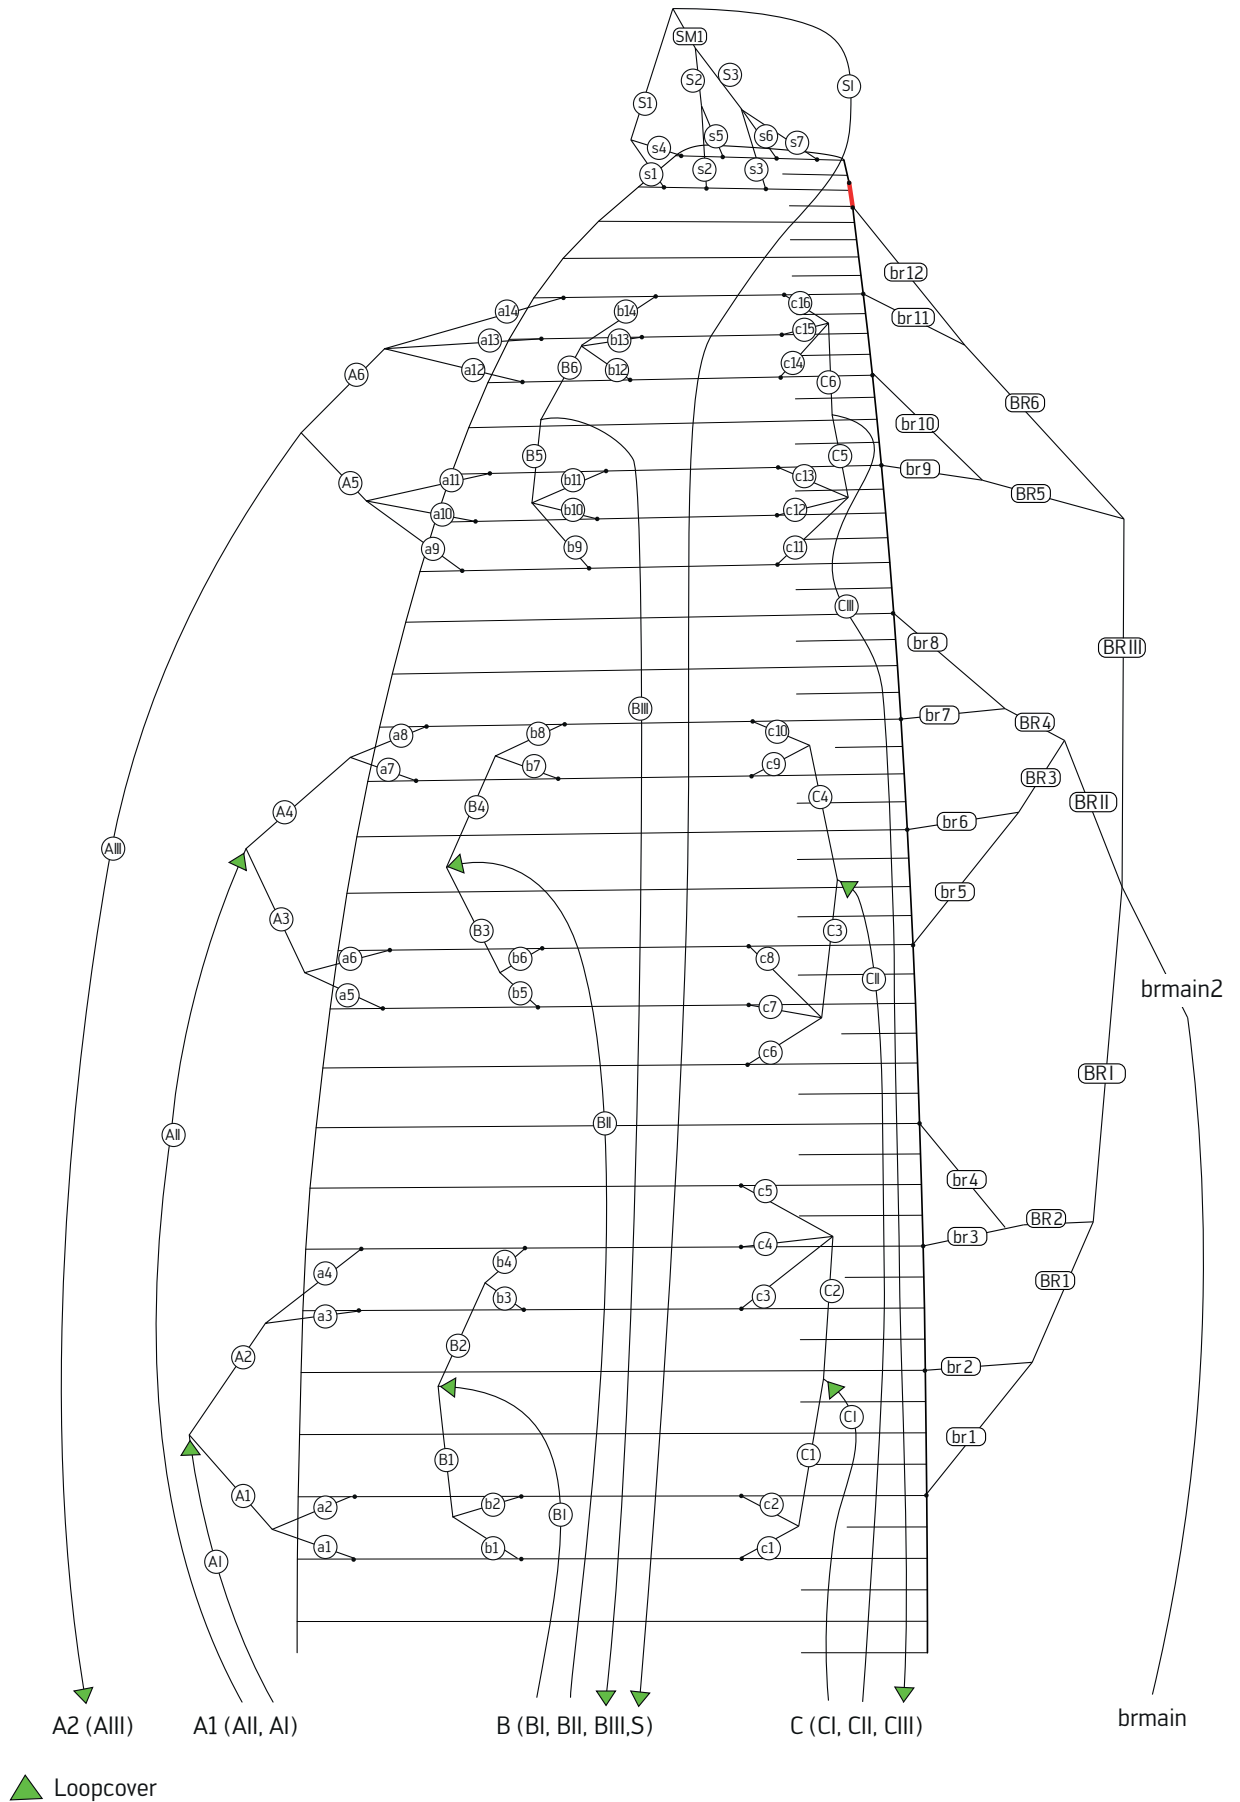 SM1
S2 S3
SI
S1
s5 s6 s7
s4
s1 s2 s3
br12
a14 b14 c16 br11
a13 b13 c15
A6 a12 B6 b12 c14 C6
BR6
br10
B5 C5
A5 a11 b11 c13 br9
BR5
a10 b10 c12
a9 b9 c11
CIII
br8
BRIII
BIII
a8 b8 c10 br7 BR4
a7 b7 c9 BR3
A4 B4 C4 BRII
br6
AIII
br5
A3 B3 C3
a6 b6 c8
CII
a5 b5 c7
brmain2
c6
BRI
AII BII
br4
c5
BR2
c4 br3
a4 b4
BR1
a3 b3 c3 C2
A2 B2
br2
CI
br1
B1 C1
A1 a2 b2 c2
BI
a1 b1 c1
AI
A2 (AIII) A1 (AII, AI) B (BI, BII, BIII,S) C (CI, CII, CIII) brmain
Loopcover